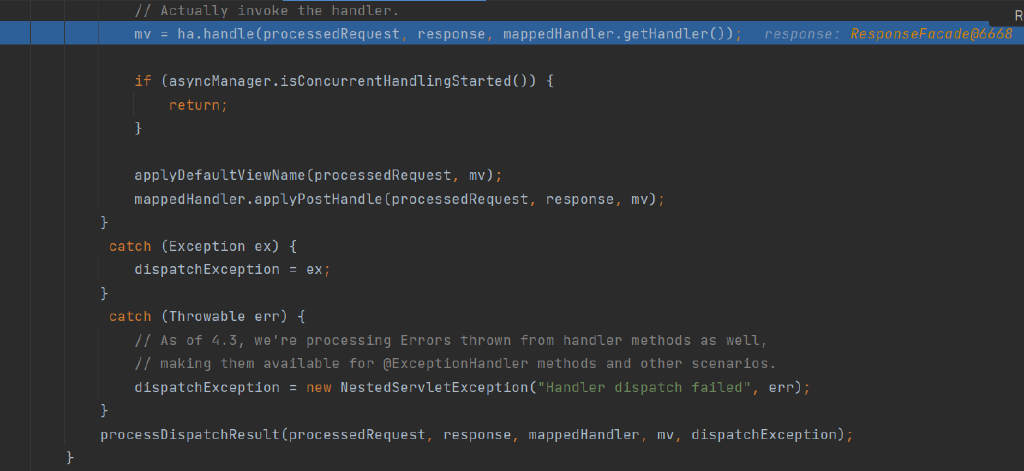 // Actually invoke the handler.
R
mv = ha.handle(processedRequest, response, mappedHandler.getHandler()); response: ResponseFacade@6668
if (asyncManager.isConcurrentHandlingStarted()) {
return;
}
applyDefaultViewName(processedRequest, mv);
mappedHandler.applyPostHandle(processedRequest, response, mv);
}
catch (Exception ex) {
dispatchException = ex;
}
catch (Throwable err) {
// As of 4.3, we're processing Errors thrown from handler methods as well,
// making them available for @ExceptionHandler methods and other scenarios.
dispatchException = new NestedServletException("Handler dispatch failed", err);
}
processDispatchResult(processedRequest, response, mappedHandler, mv, dispatchException);
}